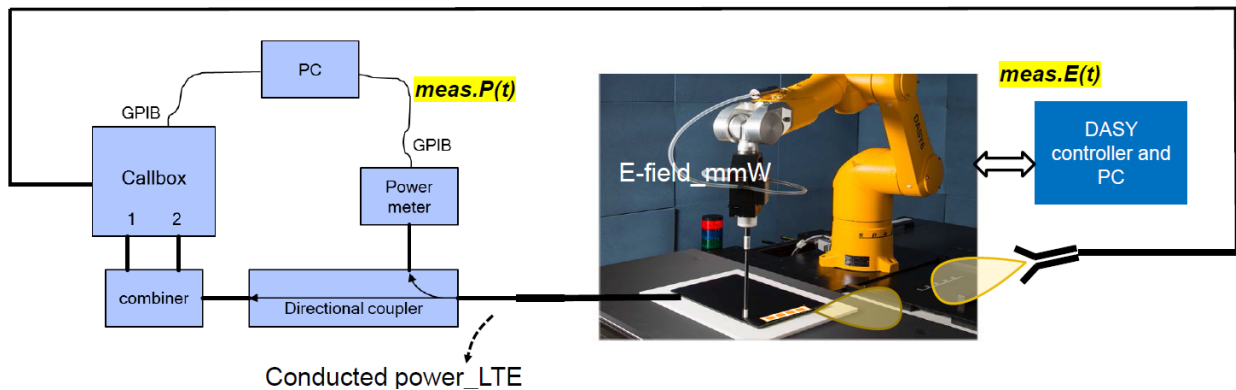 PC
meas.P(t)
meas.E(t)
GPIB
GPIB
Callbox
1 2
Power
meter
E-field_mmW
DASY
controller and
PC
combiner
Directional coupler
Conducted power_LTE